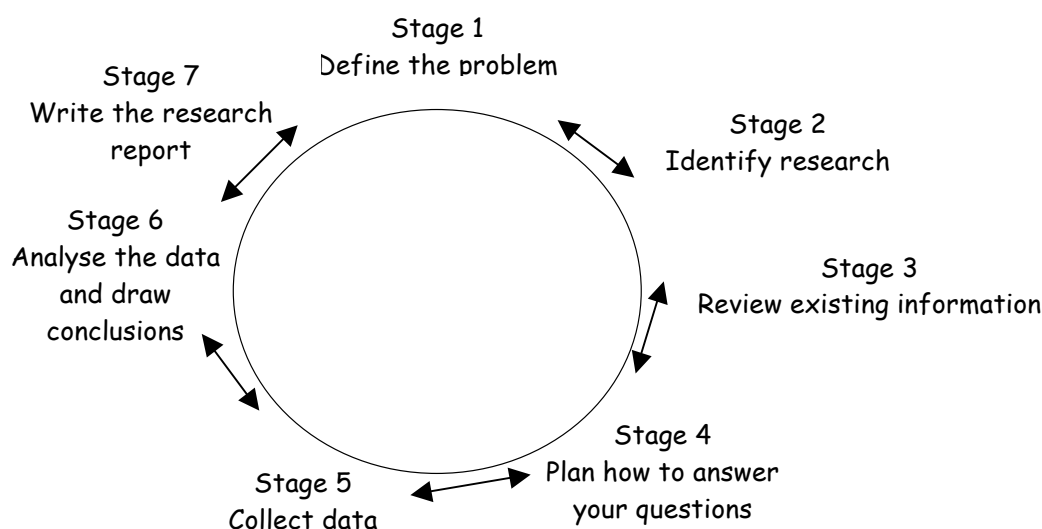 Stage 1
Define the problem
Stage 2
Identify research
Stage 3
Review existing information
Stage 4
Plan how to answer
your questions
Stage 5
Collect data
Stage 6
Analyse the data
and draw
conclusions
Stage 7
Write the research
report